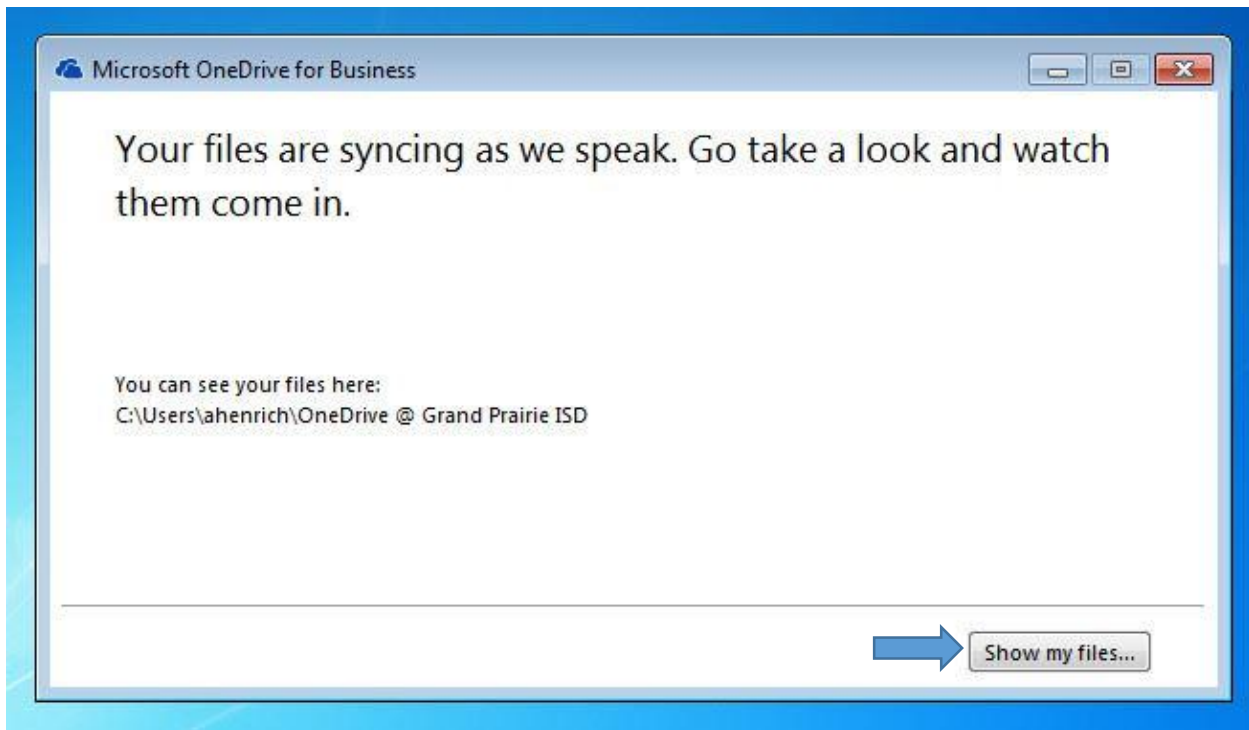 Microsoft OneDrive for Business
Your files are syncing as we speak. Go take a look and watch
them come in.
You can see your files here:
C:\Users\ahenrich\OneDrive @ Grand Prairie ISD
Show my files...